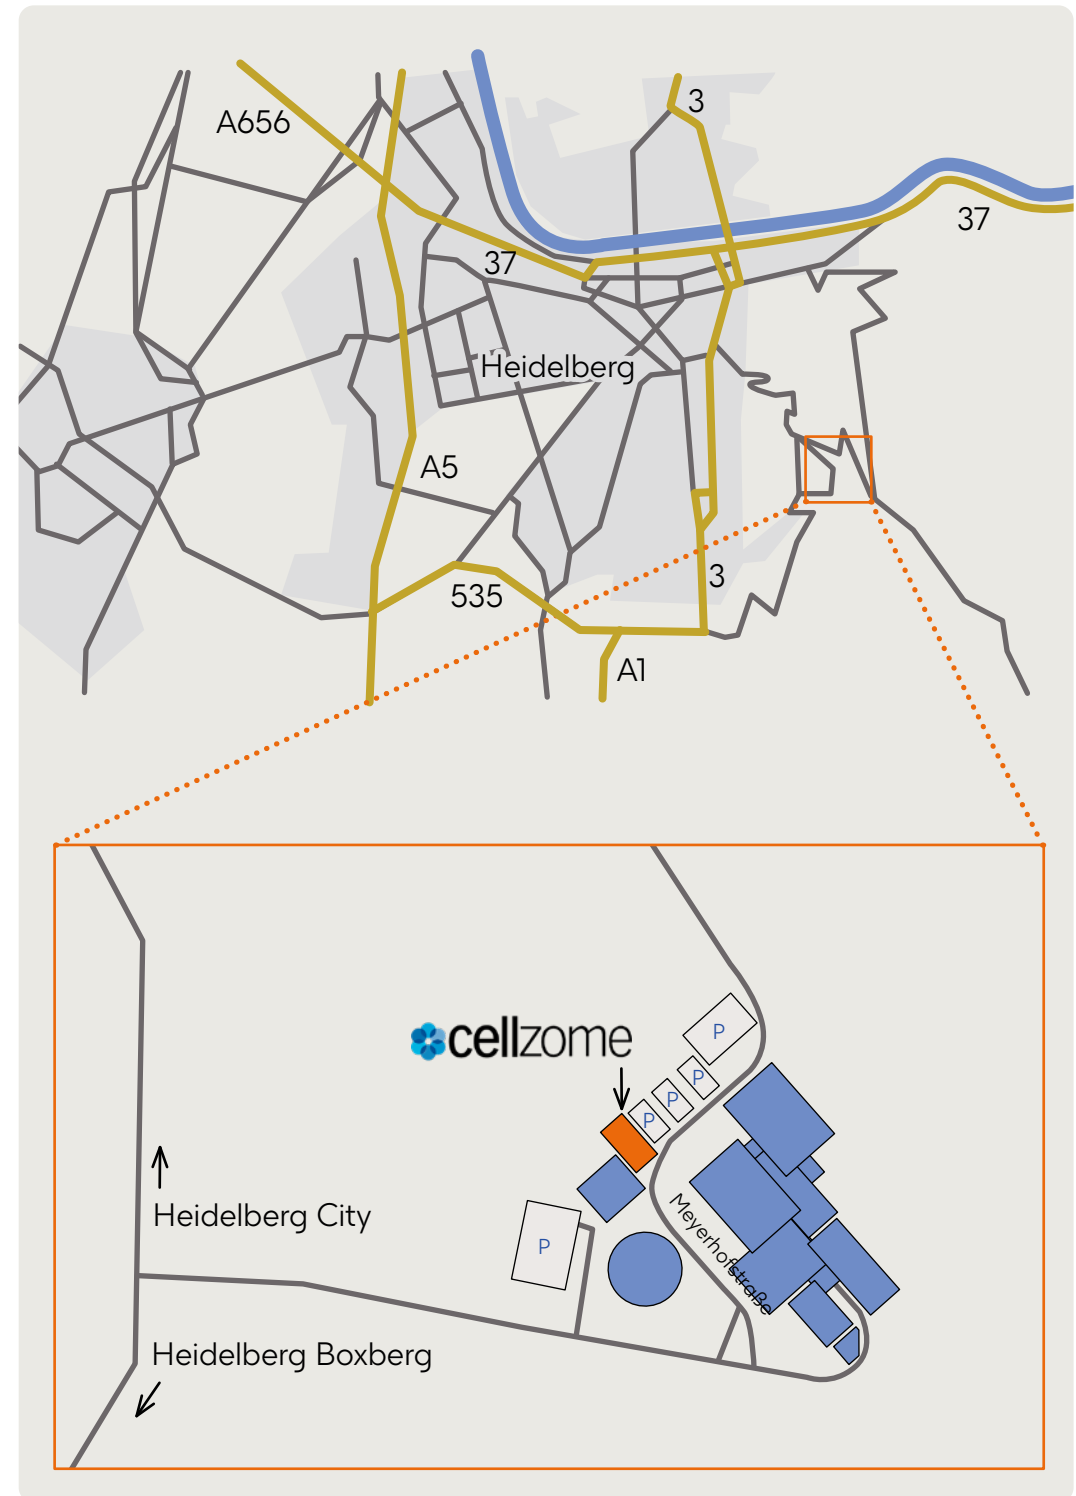 A656
3
37
37
Heidelberg
A5
535
3
A1
cellzome
P
P
P
P
Heidelberg City
Meyerhofstraße
P
Heidelberg Boxberg